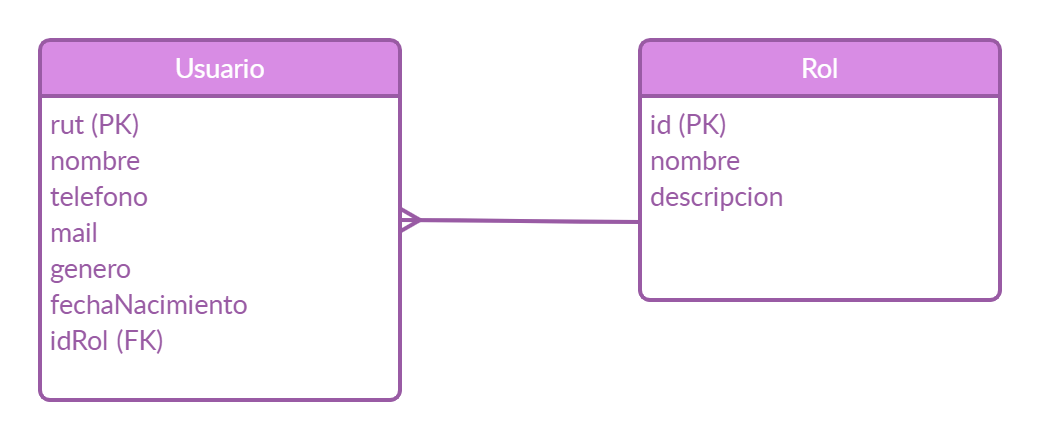 Usuario
rut (PK)
nombre
telefono
mail
genero
fechaNacimiento
idRol (FK)
Rol
id (PK)
nombre
descripcion